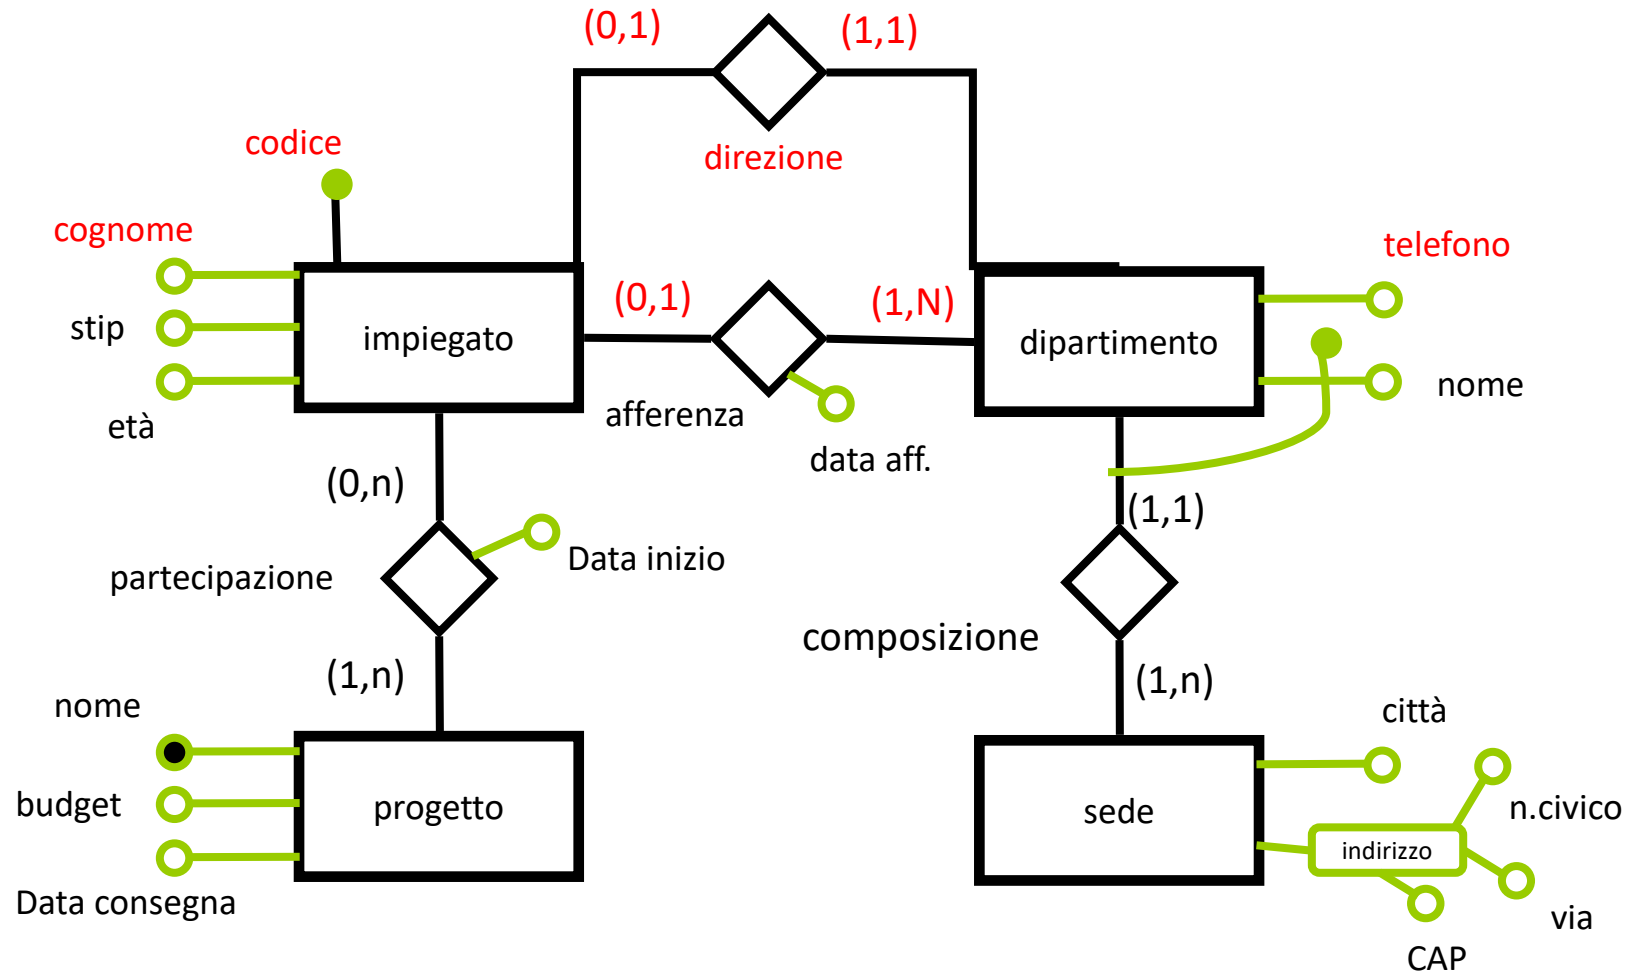 (0,1)
(1,1)
direzione
codice
cognome
stip
età
impiegato
(0,1)
(1,N)
afferenza
data aff.
dipartimento
telefono
nome
(0,n)
partecipazione
Data inizio
(1,n)
(1,1)
composizione
(1,n)
nome
budget
Data consegna
progetto
sede
città
n.civico
indirizzo
via
CAP